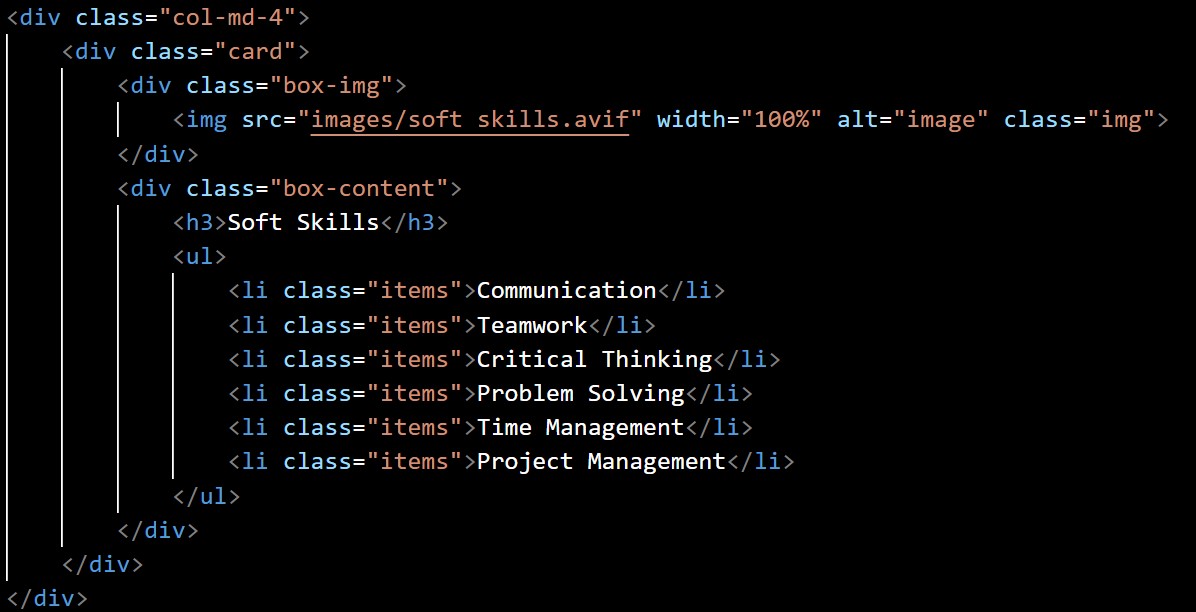 <div class="col-md-4">
    <div class="card">
        <div class="box-img">
            <img src="images/soft skills.avif" width="100%" alt="image" class="img">
        </div>
        <div class="box-content">
            <h3>Soft Skills</h3>
            <ul>
                <li class="items">Communication</li>
                <li class="items">Teamwork</li>
                <li class="items">Critical Thinking</li>
                <li class="items">Problem Solving</li>
                <li class="items">Time Management</li>
                <li class="items">Project Management</li>
            </ul>
        </div>
    </div>
</div>